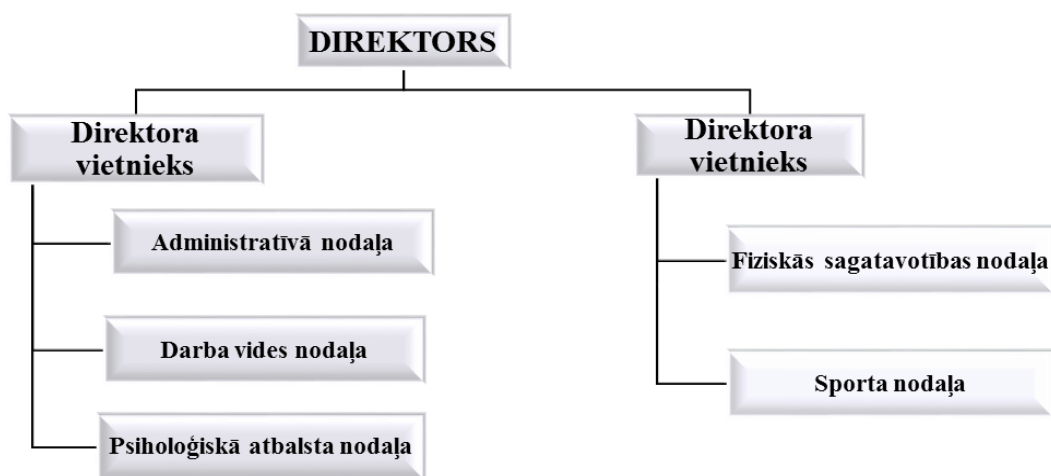 DIREKTORS
Direktora
vietnieks
Administratīvā nodaļa
Darba vides nodaļa
Psiholoģiskā atbalsta nodaļa
Direktora
vietnieks
Fiziskās sagatavotības nodaļa
Sporta nodaļa